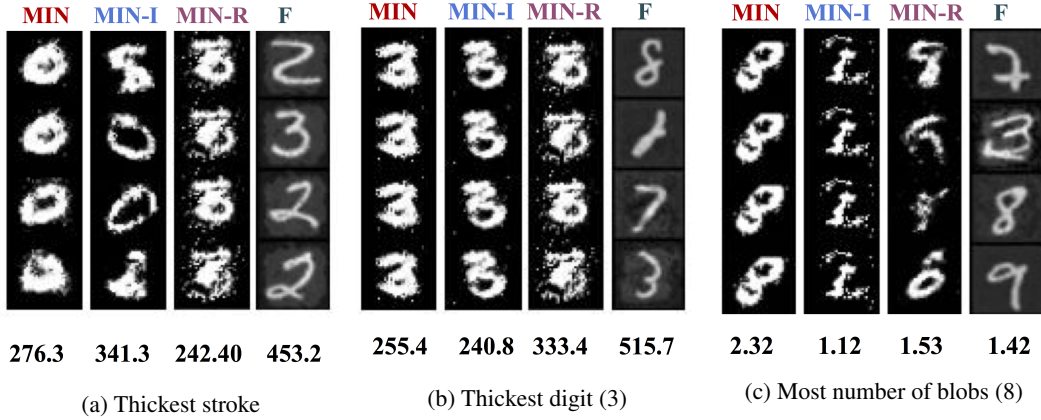 MIN MIN-I MIN-R F
276.3 341.3 242.40 453.2
(a) Thickest stroke
MIN MIN-I MIN-R F
255.4 240.8 333.4 515.7
(b) Thickest digit (3)
MIN MIN-I MIN-R F
2.32 1.12 1.53 1.42
(c) Most number of blobs (8)